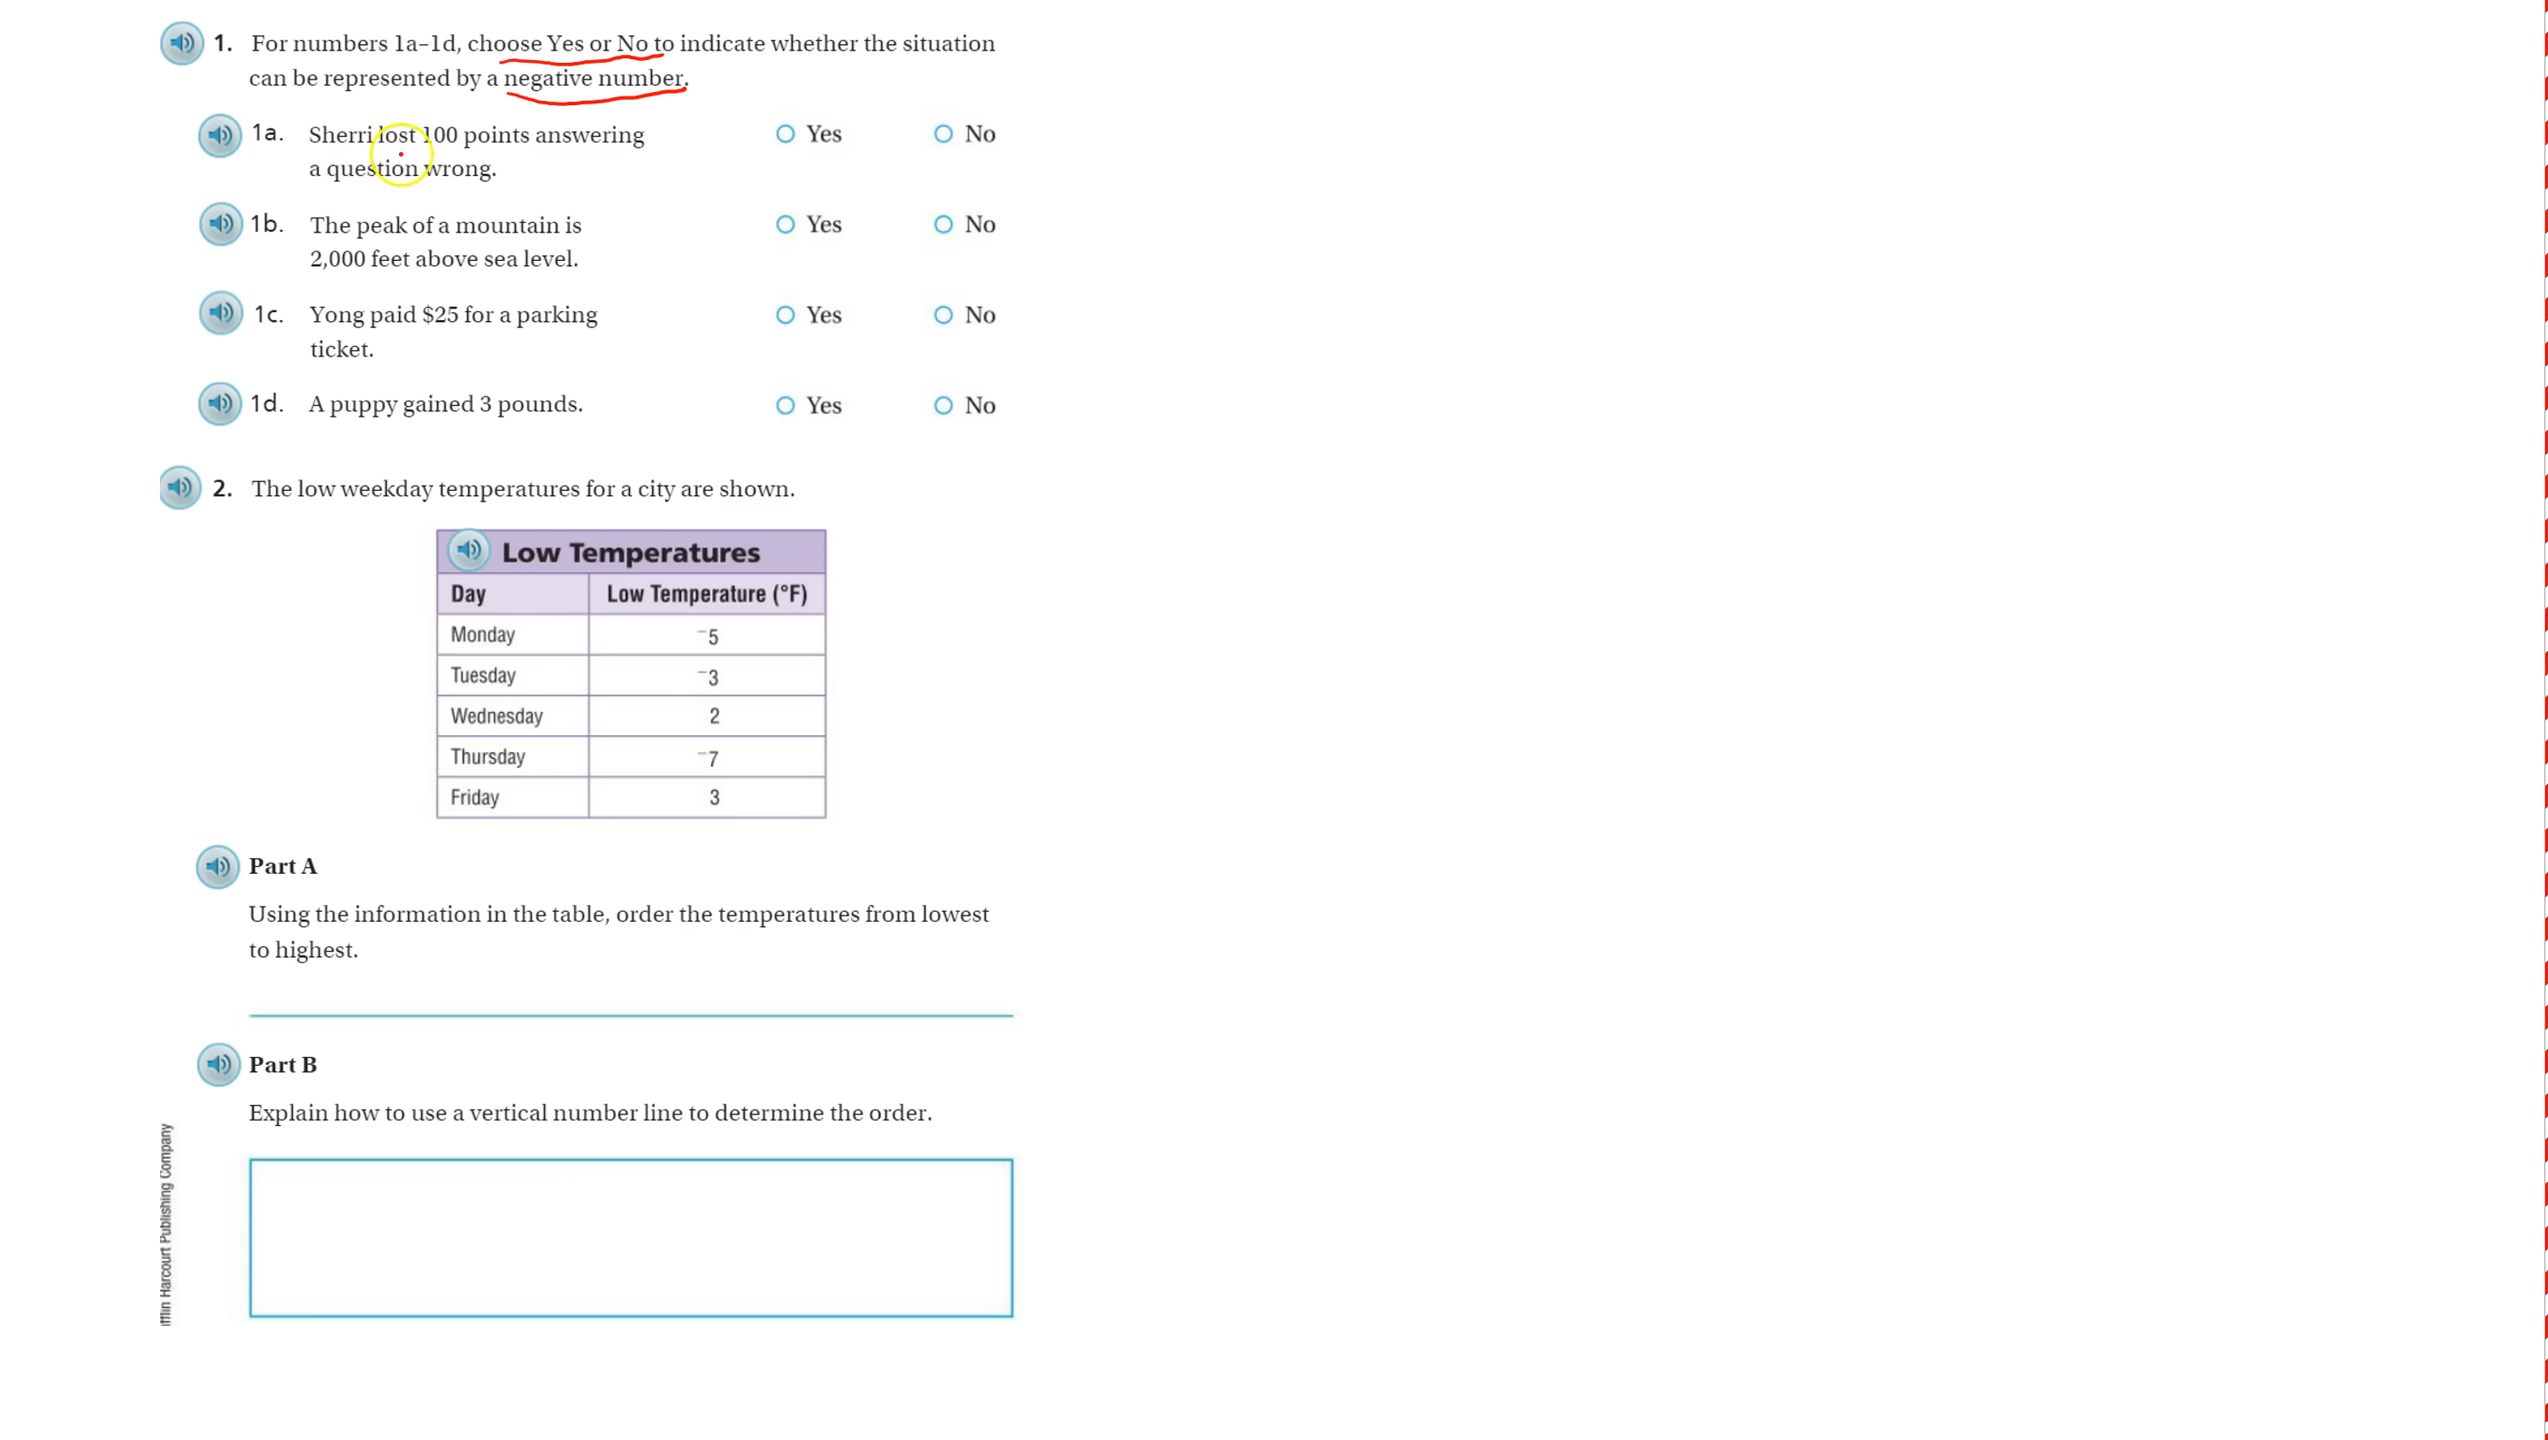 1. For numbers 1a–1d, choose Yes or No to indicate whether the situation
can be represented by a negative number.
1a. Sherri lost 100 points answering
a question wrong.
Yes No
1b. The peak of a mountain is
2,000 feet above sea level.
Yes No
1c. Yong paid $25 for a parking
ticket.
Yes No
1d. A puppy gained 3 pounds. Yes No
2. The low weekday temperatures for a city are shown.
Low Temperatures
Day Low Temperature (°F)
Monday ⁻5
Tuesday ⁻3
Wednesday 2
Thursday ⁻7
Friday 3
Part A
Using the information in the table, order the temperatures from lowest
to highest.
Part B
Explain how to use a vertical number line to determine the order.
Harcourt Publishing Company